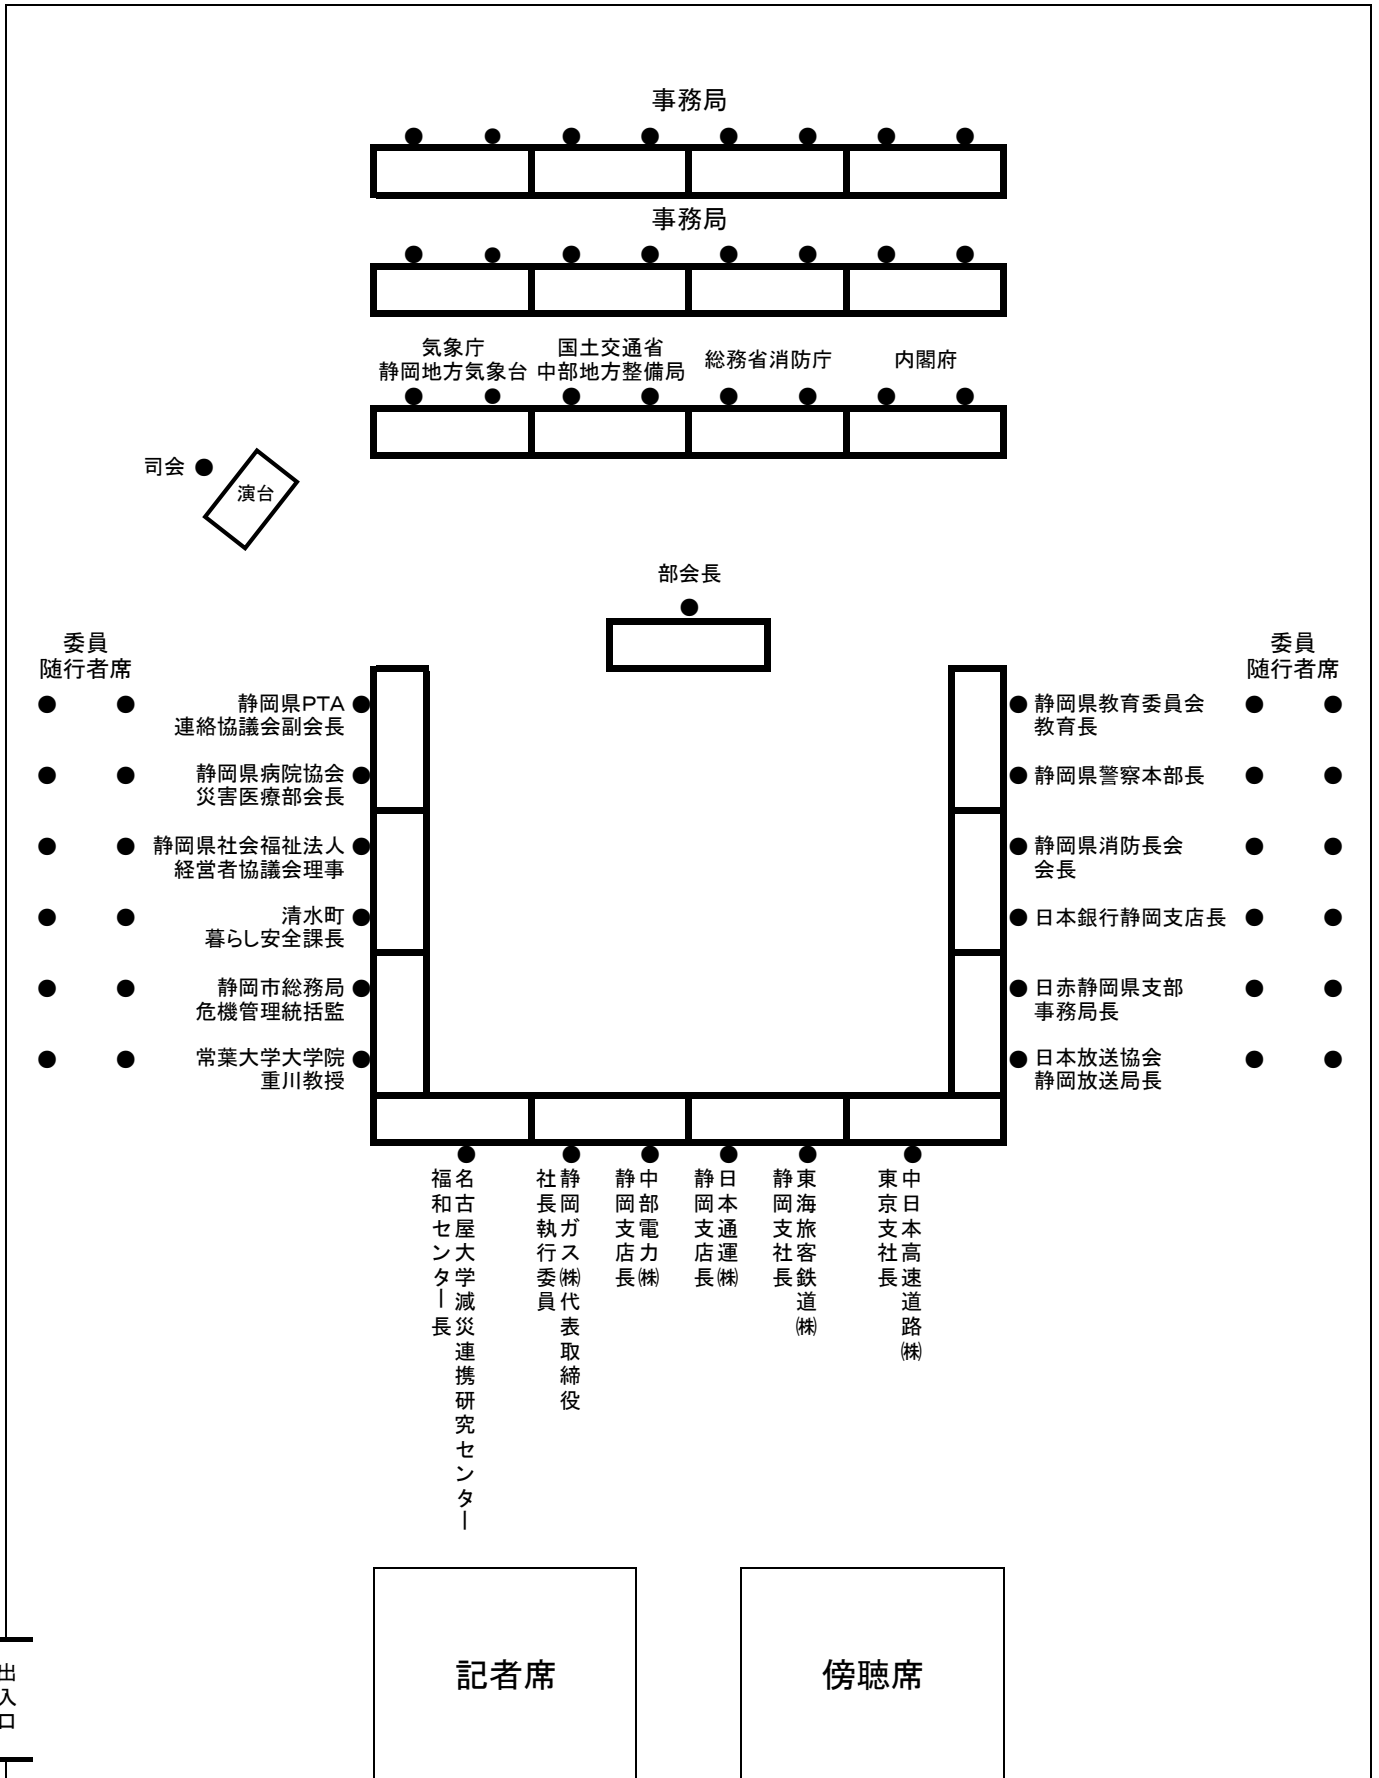 事務局
事務局
気象庁
静岡地方気象台
国土交通省
中部地方整備局
総務省消防庁
内閣府
司会
演台
部会長
委員
随行者席
委員
随行者席
静岡県PTA
連絡協議会副会長
静岡県病院協会
災害医療部会長
静岡県社会福祉法人
経営者協議会理事
清水町
暮らし安全課長
静岡市総務局
危機管理統括監
常葉大学大学院
重川教授
静岡県教育委員会
教育長
静岡県警察本部長
静岡県消防長会
会長
日本銀行静岡支店長
日赤静岡県支部
事務局長
日本放送協会
静岡放送局長
名古屋大学減災連携研究センター
福和センター長
静岡ガス㈱代表取締役
社長執行委員
中部電力㈱
静岡支店長
日本通運㈱
静岡支店長
東海旅客鉄道㈱
静岡支社長
中日本高速道路㈱
東京支社長
記者席
傍聴席
出入口